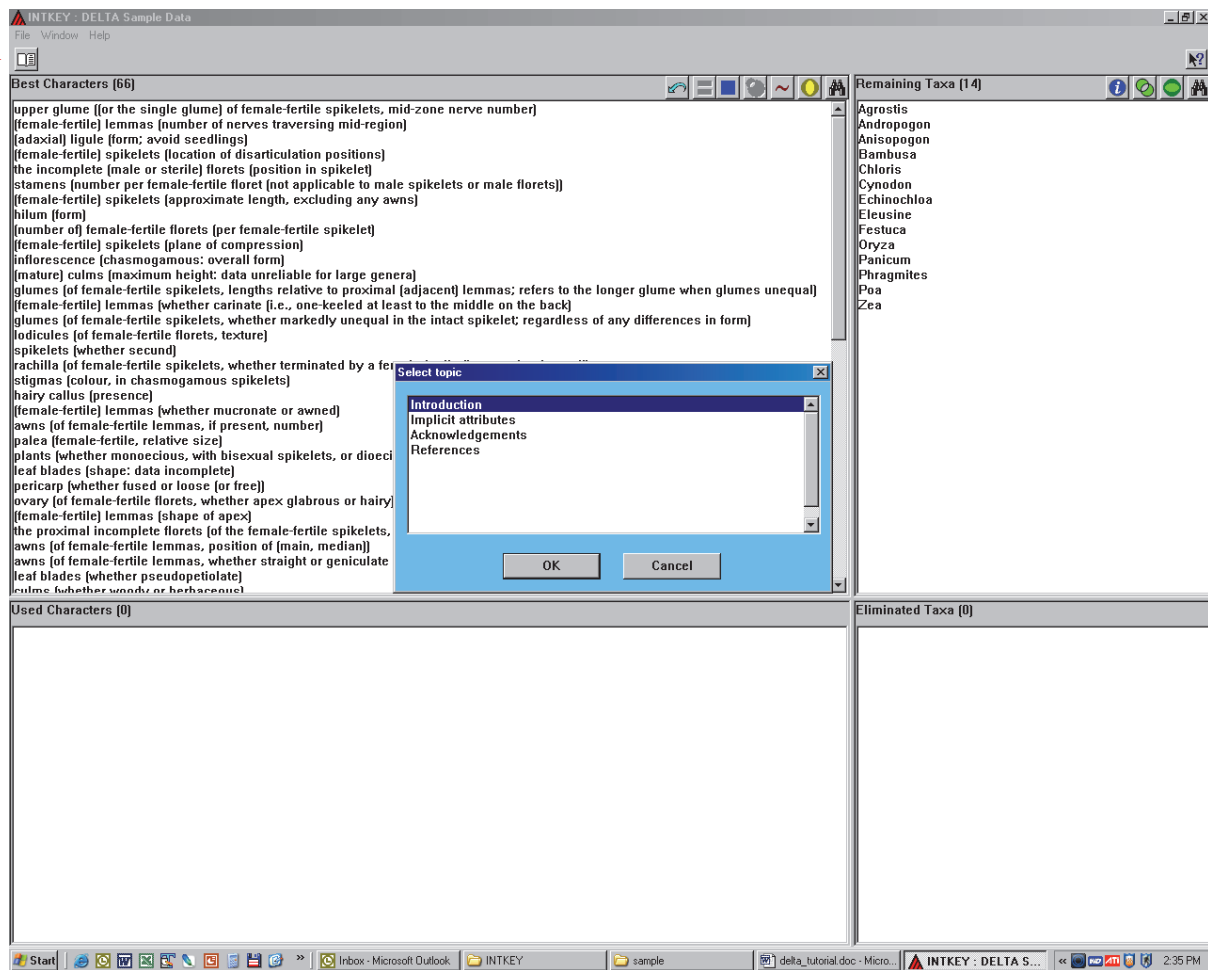 INTKEY : DELTA Sample Data
File Window Help
Best Characters (66)
Remaining Taxa (14)
upper glume ((or the single glume) of female-fertile spikelets, mid-zone nerve number)
(female-fertile) lemmas (number of nerves traversing mid-region)
(adaxial) ligule (form; avoid seedlings)
(female-fertile) spikelets (location of disarticulation positions)
the incomplete (male or sterile) florets (position in spikelet)
stamens (number per female-fertile floret (not applicable to male spikelets or male florets))
(female-fertile) spikelets (approximate length, excluding any awns)
hilum (form)
(number of) female-fertile florets (per female-fertile spikelet)
(female-fertile) spikelets (plane of compression)
inflorescence (chasmogamous: overall form)
(mature) culms (maximum height: data unreliable for large genera)
glumes (of female-fertile spikelets, lengths relative to proximal (adjacent) lemmas; refers to the longer glume when glumes unequal)
(female-fertile) lemmas (whether carinate (i.e., one-keeled at least to the middle on the back)
glumes (of female-fertile spikelets, whether markedly unequal in the intact spikelet; regardless of any differences in form)
lodicules (of female-fertile florets, texture)
spikelets (whether secund)
rachilla (of female-fertile spikelets, whether terminated by a fe
stigmas (colour, in chasmogamous spikelets)
hairy callus (presence)
(female-fertile) lemmas (whether mucronate or awned)
awns (of female-fertile lemmas, if present, number)
palea (female-fertile, relative size)
plants (whether monoecious, with bisexual spikelets, or dioeci
leaf blades (shape: data incomplete)
pericarp (whether fused or loose (or free))
ovary (of female-fertile florets, whether apex glabrous or hairy)
(female-fertile) lemmas (shape of apex)
the proximal incomplete florets (of the female-fertile spikelets,
awns (of female-fertile lemmas, position of (main, median))
awns (of female-fertile lemmas, whether straight or geniculate
leaf blades (whether pseudopetiolate)
culms (whether woody or herbaceous)
Agrostis
Andropogon
Anisopogon
Bambusa
Chloris
Cynodon
Echinochloa
Eleusine
Festuca
Oryza
Panicum
Phragmites
Poa
Zea
Select topic
Introduction
Implicit attributes
Acknowledgements
References
OK Cancel
Used Characters (0)
Eliminated Taxa (0)
Start » Inbox - Microsoft Outlook INTKEY sample delta_tutorial.doc - Micro... INTKEY : DELTA S... « 2:35 PM